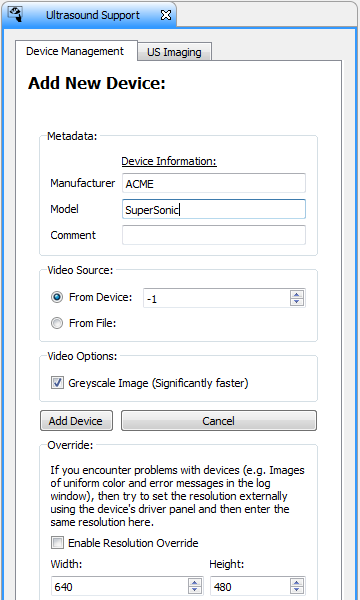 Ultrasound Support
Device Management US Imaging
Add New Device:
Metadata:
Device Information:
Manufacturer ACME
Model SuperSonic
Comment
Video Source:
From Device: -1
From File:
Video Options:
Greyscale Image (Significantly faster)
Add Device Cancel
Override:
If you encounter problems with devices (e.g. Images
of uniform color and error messages in the log
window), then try to set the resolution externally
using the device's driver panel and then enter the
same resolution here.
Enable Resolution Override
Width: Height:
640 480